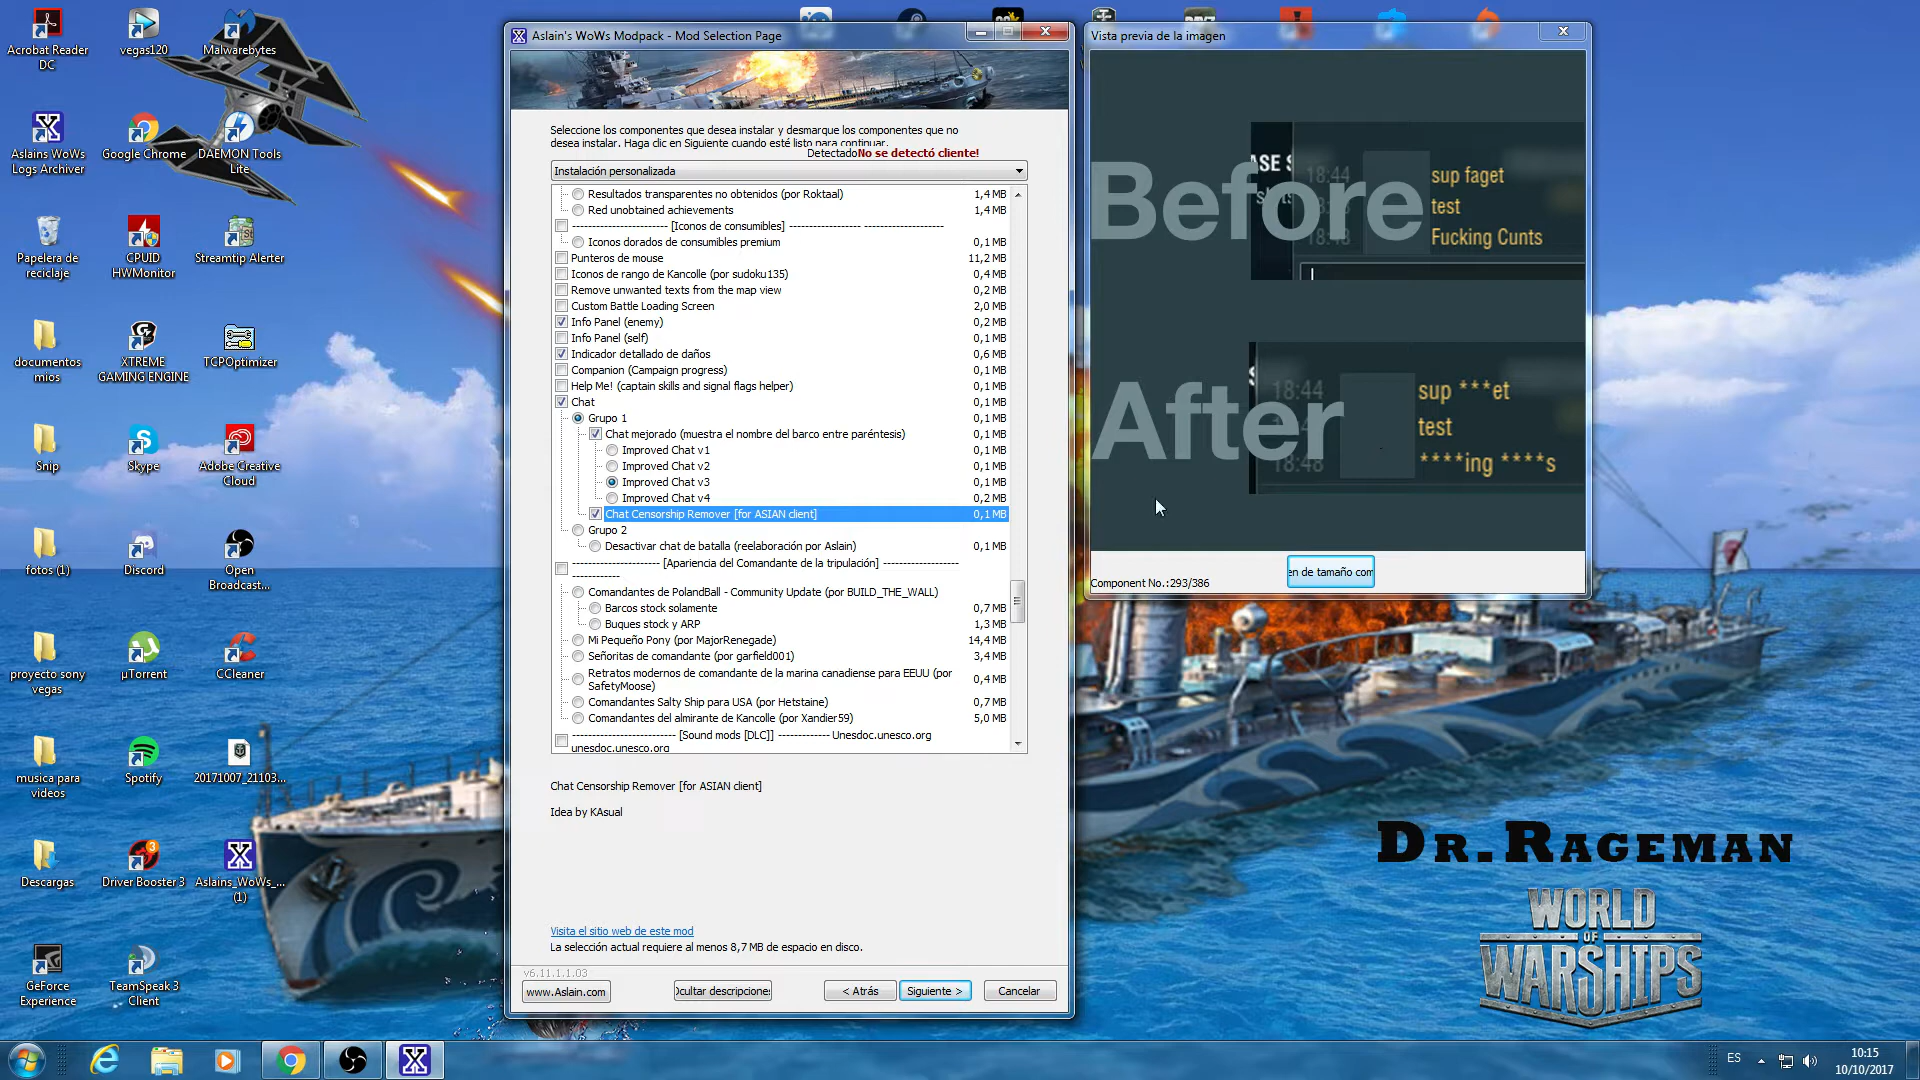 Acrobat Reader
DC
vegas120
Malwarebytes
Aslains WoWs
Logs Archiver
Google Chrome
DAEMON Tools
Lite
Papelera de
reciclaje
CPUID
HWMonitor
Streamtip Alerter
documentos
mios
XTREME
GAMING ENGINE
TCPOptimizer
Snip
Skype
Adobe Creative
Cloud
fotos (1)
Discord
Open
Broadcast...
proyecto sony
vegas
µTorrent
CCleaner
musica para
videos
Spotify
20171007_21103...
Descargas
Driver Booster 3
Aslains_WoWs_...
(1)
GeForce
Experience
TeamSpeak 3
Client
Aslain's WoWs Modpack - Mod Selection Page
Seleccione los componentes que desea instalar y desmarque los componentes que no
desea instalar. Haga clic en Siguiente cuando esté listo para continuar.
Detectado No se detectó cliente!
Instalación personalizada
Resultados transparentes no obtenidos (por Roktaal) 1,4 MB
Red unobtained achievements 1,4 MB
------------------------ [Iconos de consumibles] ----------------- -------------------
Iconos dorados de consumibles premium 0,1 MB
Punteros de mouse 11,2 MB
Iconos de rango de Kancolle (por sudoku135) 0,4 MB
Remove unwanted texts from the map view 0,2 MB
Custom Battle Loading Screen 2,0 MB
Info Panel (enemy) 0,2 MB
Info Panel (self) 0,1 MB
Indicador detallado de daños 0,6 MB
Companion (Campaign progress) 0,1 MB
Help Me! (captain skills and signal flags helper) 0,1 MB
Chat 0,1 MB
Grupo 1 0,1 MB
Chat mejorado (muestra el nombre del barco entre paréntesis) 0,1 MB
Improved Chat v1 0,1 MB
Improved Chat v2 0,1 MB
Improved Chat v3 0,1 MB
Improved Chat v4 0,2 MB
Chat Censorship Remover [for ASIAN client] 0,1 MB
Grupo 2
Desactivar chat de batalla (reelaboración por Aslain) 0,1 MB
---------------------- [Apariencia del Comandante de la tripulación] -------------------
------------
Comandantes de PolandBall - Community Update (por BUILD_THE_WALL)
Barcos stock solamente 0,7 MB
Buques stock y ARP 1,3 MB
Mi Pequeño Pony (por MajorRenegade) 14,4 MB
Señoritas de comandante (por garfield001) 3,4 MB
Retratos modernos de comandante de la marina canadiense para EEUU (por
SafetyMoose) 0,4 MB
Comandantes Salty Ship para USA (por Hetstaine) 0,7 MB
Comandantes del almirante de Kancolle (por Xandier59) 5,0 MB
-------------------------- [Sound mods [DLC]] ------------- Unesdoc.unesco.org
unesdoc.unesco.org
Chat Censorship Remover [for ASIAN client]
Idea by KAsual
Visita el sitio web de este mod
La selección actual requiere al menos 8,7 MB de espacio en disco.
v6.11.1.1.03
www.Aslain.com
Ocultar descripciones
< Atrás
Siguiente >
Cancelar
Vista previa de la imagen
Before
ASE S
18:44
sup faget
test
18:48
Fucking Cunts
After
18:44
sup ***et
test
18:48
****ing ****s
Component No.:293/386
en de tamaño com
Dr.Rageman
WORLD
OF
WARSHIPS
ES
10:15
10/10/2017